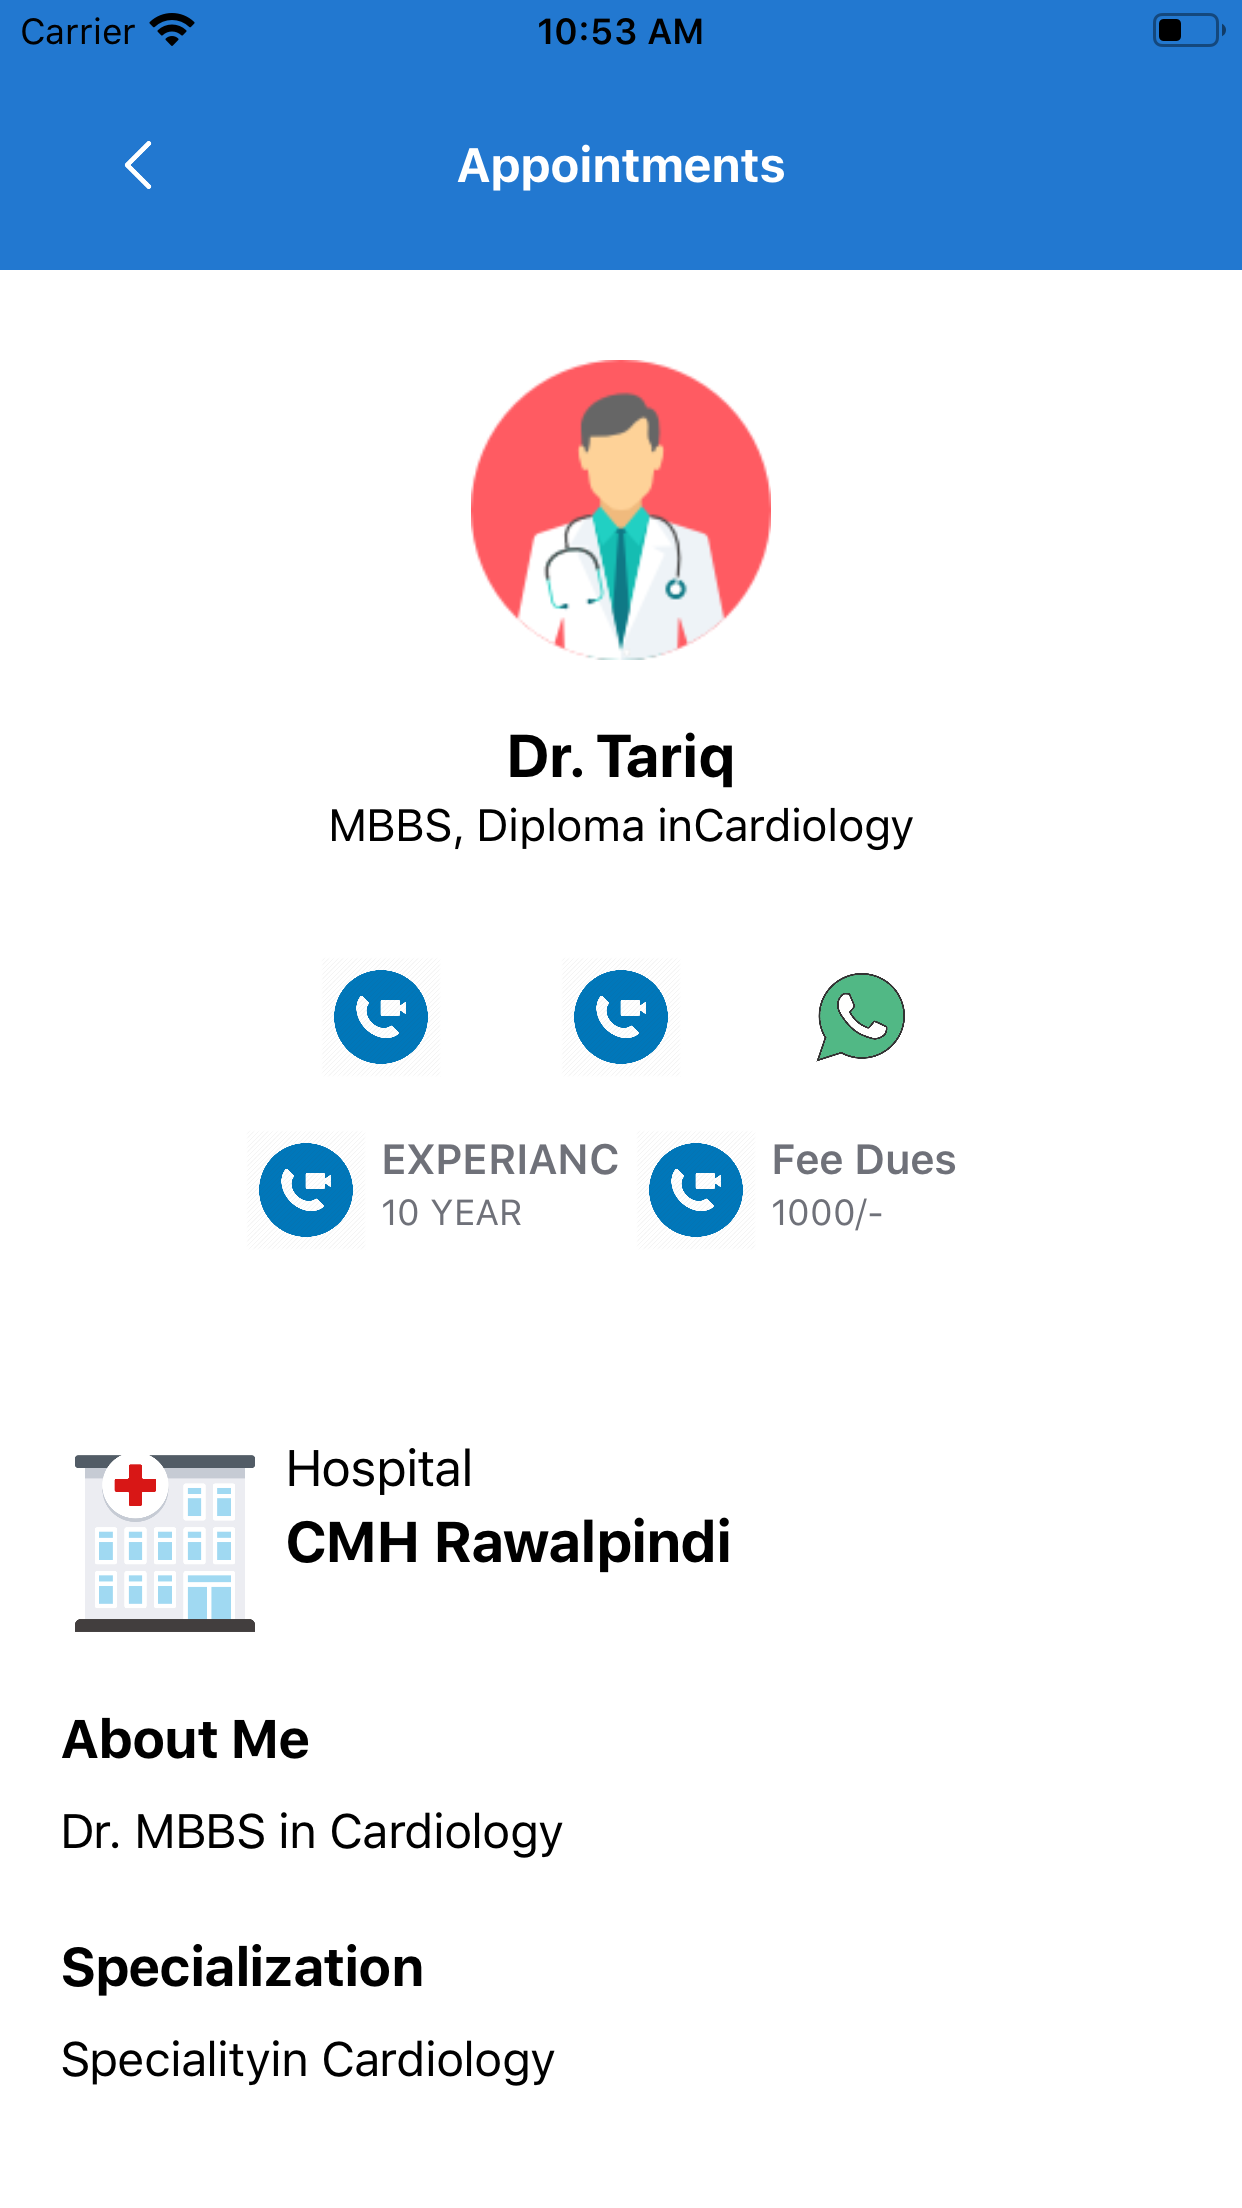 Carrier 10:53 AM
Appointments
Dr. Tariq
MBBS, Diploma inCardiology
EXPERIANC Fee Dues
10 YEAR 1000/-
Hospital
CMH Rawalpindi
About Me
Dr. MBBS in Cardiology
Specialization
Specialityin Cardiology